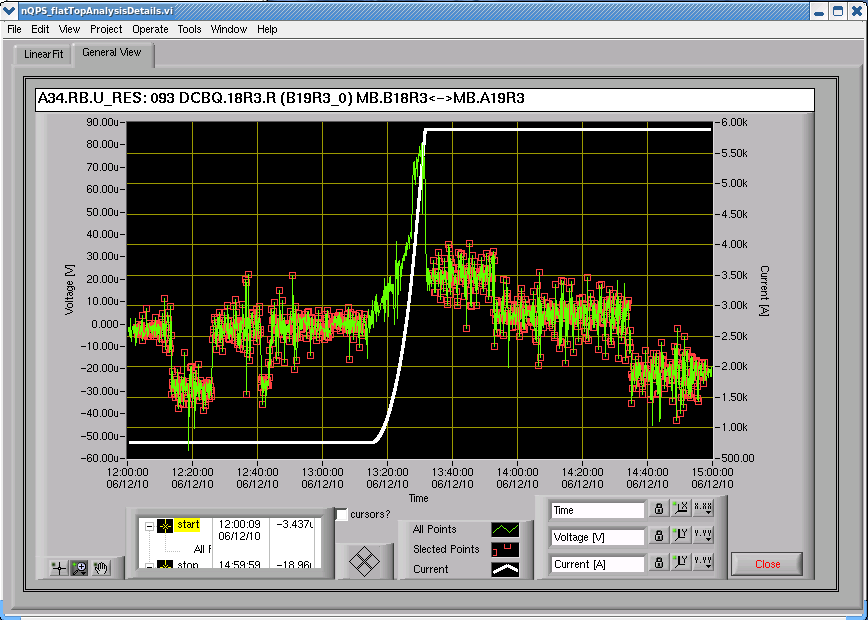 nQPS_flatTopAnalysisDetails.vi
File Edit View Project Operate Tools Window Help
LinearFit General View
A34.RB.U_RES: 093 DCBQ.18R3.R (B19R3_0) MB.B18R3<->MB.A19R3
90.00u
80.00u
70.00u
60.00u
50.00u
40.00u
30.00u
20.00u
10.00u
0.000
-10.00u
-20.00u
-30.00u
-40.00u
-50.00u
-60.00u
Voltage [V]
6.00k
5.50k
5.00k
4.50k
4.00k
3.50k
3.00k
2.50k
2.00k
1.50k
1.00k
500.00
Current [A]
12:00:00 12:20:00 12:40:00 13:00:00 13:20:00 13:40:00 14:00:00 14:20:00 14:40:00 15:00:00
06/12/10 06/12/10 06/12/10 06/12/10 06/12/10 06/12/10 06/12/10 06/12/10 06/12/10 06/12/10
Time
start 12:00:09 -3.437u
06/12/10
All
stop 14:59:59 -18.96u
cursors?
All Points
Slected Points
Current
Time
Voltage [V]
Current [A]
X.XX
Y.YY
Y.YY
Close